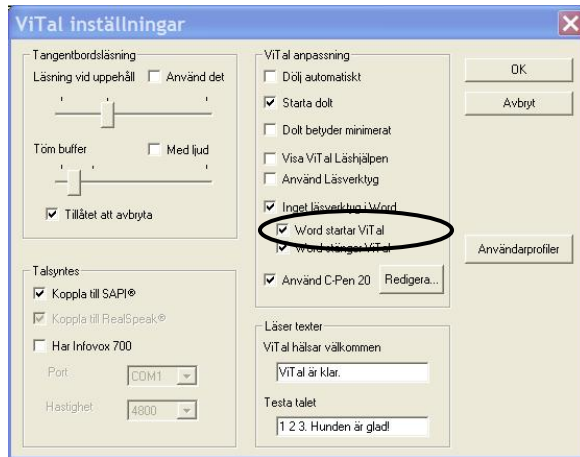 ViTal inställningar
Tangentbordsläsning
Läsning vid uppehåll Använd det
Töm buffer Med ljud
Tillåtet att avbryta
Talsyntes
Koppla till SAPI®
Koppla till RealSpeak®
Har Infovox 700
Port COM1
Hastighet 4800
ViTal anpassning
Dölj automatiskt
Starta dolt
Dolt betyder minimerat
Visa ViTal Läshjälpen
Använd Läsverktyg
Inget läsverktyg i Word
Word startar ViTal
Word stänger ViTal
Använd C-Pen 20 Redigera...
Läser texter
ViTal hälsar välkommen
ViTal är klar.
Testa talet
1 2 3. Hunden är glad!
OK
Avbryt
Användarprofiler